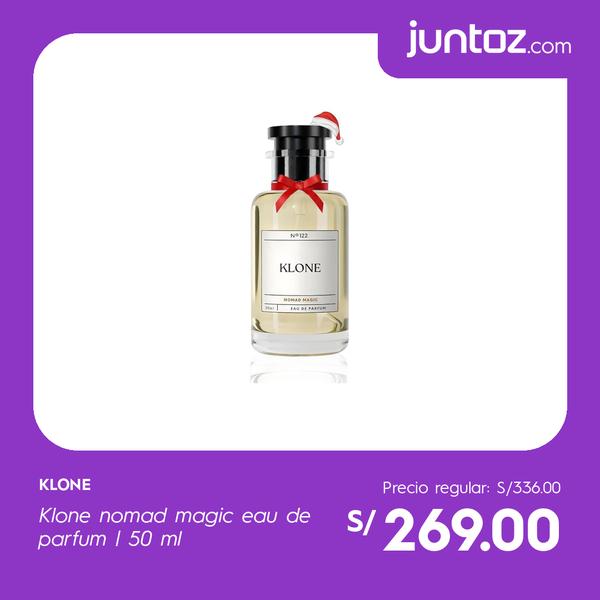 juntoz.com
Nº122
KLONE
NOMAD MAGIC
EAU DE PARFUM
KLONE
Klone nomad magic eau de
parfum | 50 ml
Precio regular: S/336.00
S/ 269.00